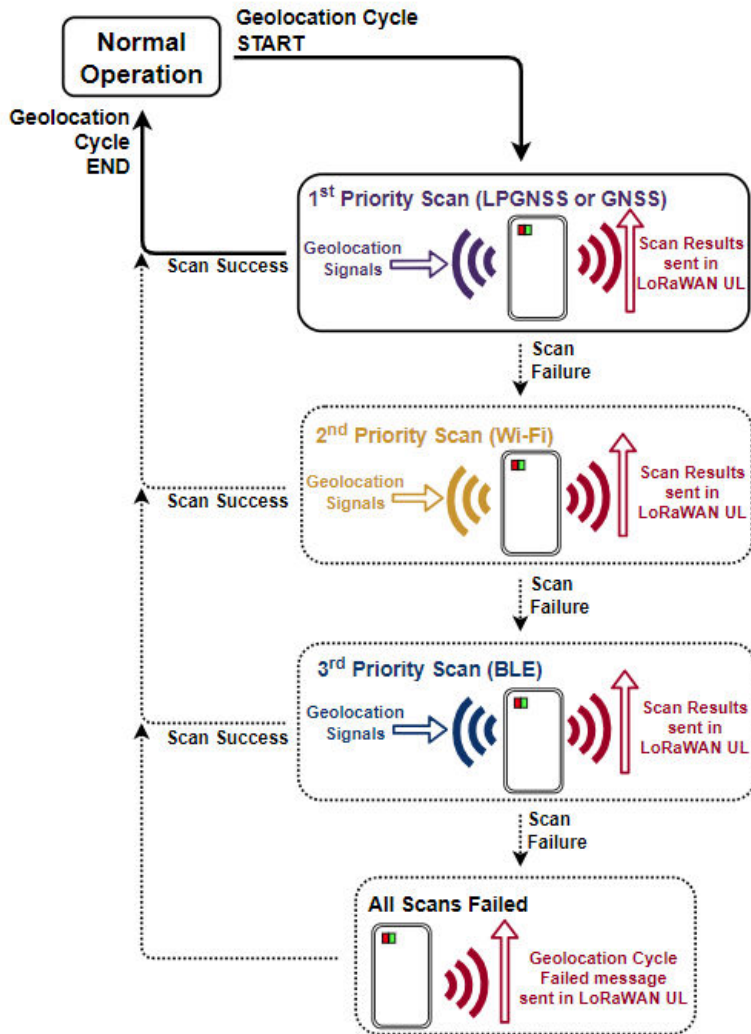 Normal
Operation
Geolocation Cycle
START
Geolocation
Cycle
END
1st Priority Scan (LPGNSS or GNSS)
Geolocation
Signals
Scan Results
sent in
LoRaWAN UL
Scan Success
Scan
Failure
2nd Priority Scan (Wi-Fi)
Geolocation
Signals
Scan Results
sent in
LoRaWAN UL
Scan Success
Scan
Failure
3rd Priority Scan (BLE)
Geolocation
Signals
Scan Results
sent in
LoRaWAN UL
Scan Success
Scan
Failure
All Scans Failed
Geolocation Cycle
Failed message
sent in LoRaWAN UL